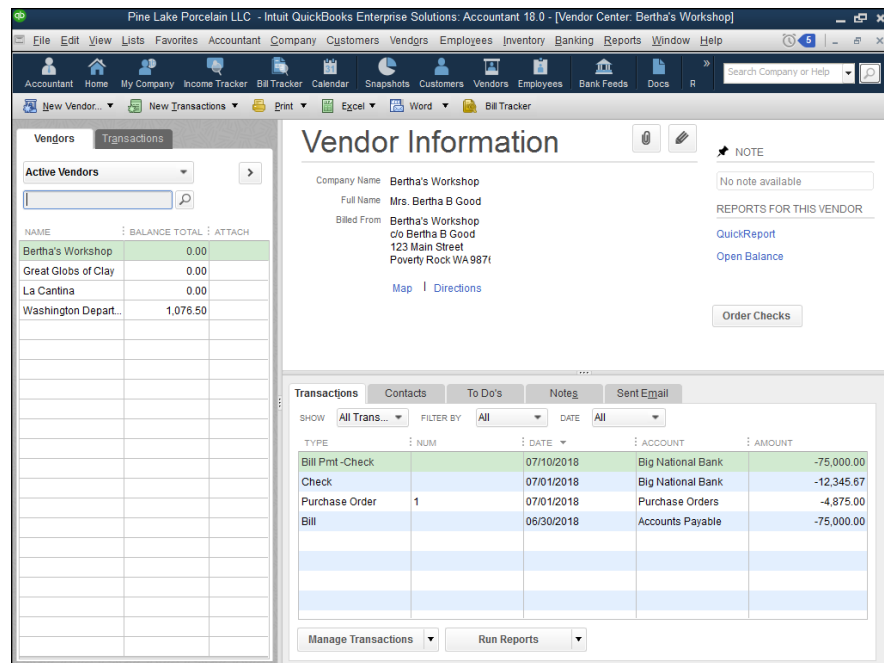 Pine Lake Porcelain LLC - Intuit QuickBooks Enterprise Solutions: Accountant 18.0 - [Vendor Center: Bertha's Workshop]
File Edit View Lists Favorites Accountant Company Customers Vendors Employees Inventory Banking Reports Window Help 5
Accountant Home My Company Income Tracker Bill Tracker Calendar Snapshots Customers Vendors Employees Bank Feeds Docs R » Search Company or Help
New Vendor... New Transactions Print Excel Word Bill Tracker
Vendors Transactions
Active Vendors
NAME BALANCE TOTAL ATTACH
Bertha's Workshop 0.00
Great Globs of Clay 0.00
La Cantina 0.00
Washington Depart... 1,076.50
Vendor Information
Company Name Bertha's Workshop
Full Name Mrs. Bertha B Good
Billed From Bertha's Workshop
c/o Bertha B Good
123 Main Street
Poverty Rock WA 9876
Map | Directions
NOTE
No note available
REPORTS FOR THIS VENDOR
QuickReport
Open Balance
Order Checks
Transactions Contacts To Do's Notes Sent Email
SHOW All Trans... FILTER BY All DATE All
TYPE NUM DATE ACCOUNT AMOUNT
Bill Pmt -Check 07/10/2018 Big National Bank -75,000.00
Check 07/01/2018 Big National Bank -12,345.67
Purchase Order 1 07/01/2018 Purchase Orders -4,875.00
Bill 06/30/2018 Accounts Payable -75,000.00
Manage Transactions Run Reports